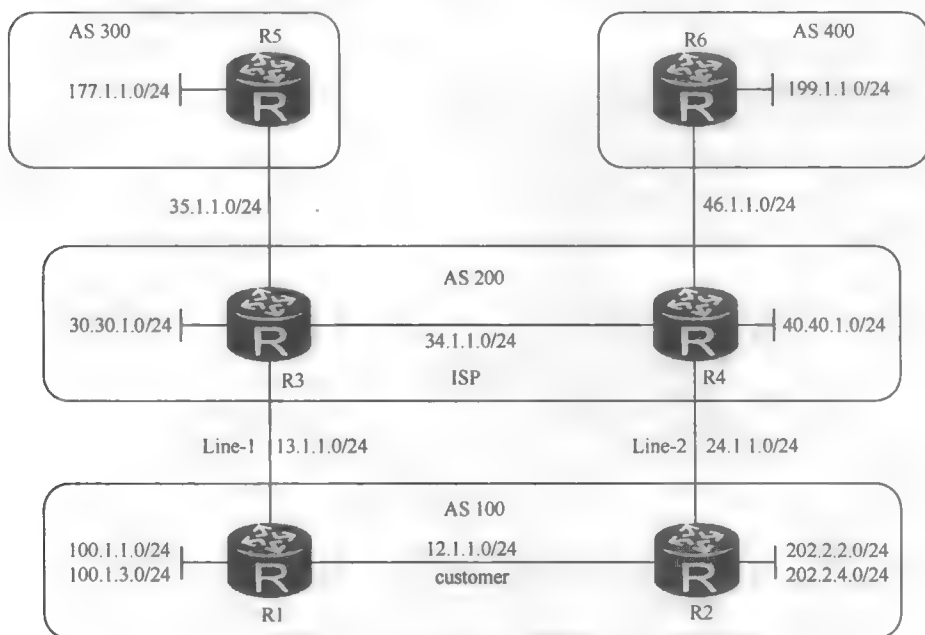 AS 300
R5
177.1.1.0/24
R
R6
AS 400
199.1.1 0/24
R
35.1.1.0/24
46.1.1.0/24
AS 200
30.30.1.0/24
R
34.1.1.0/24
R
40.40.1.0/24
R3
ISP
R4
Line-1
13.1.1.0/24
Line-2
24.1 1.0/24
AS 100
100.1.1.0/24
100.1.3.0/24
R
12.1.1.0/24
customer
R
202.2.2.0/24
202.2.4.0/24
R1
R2